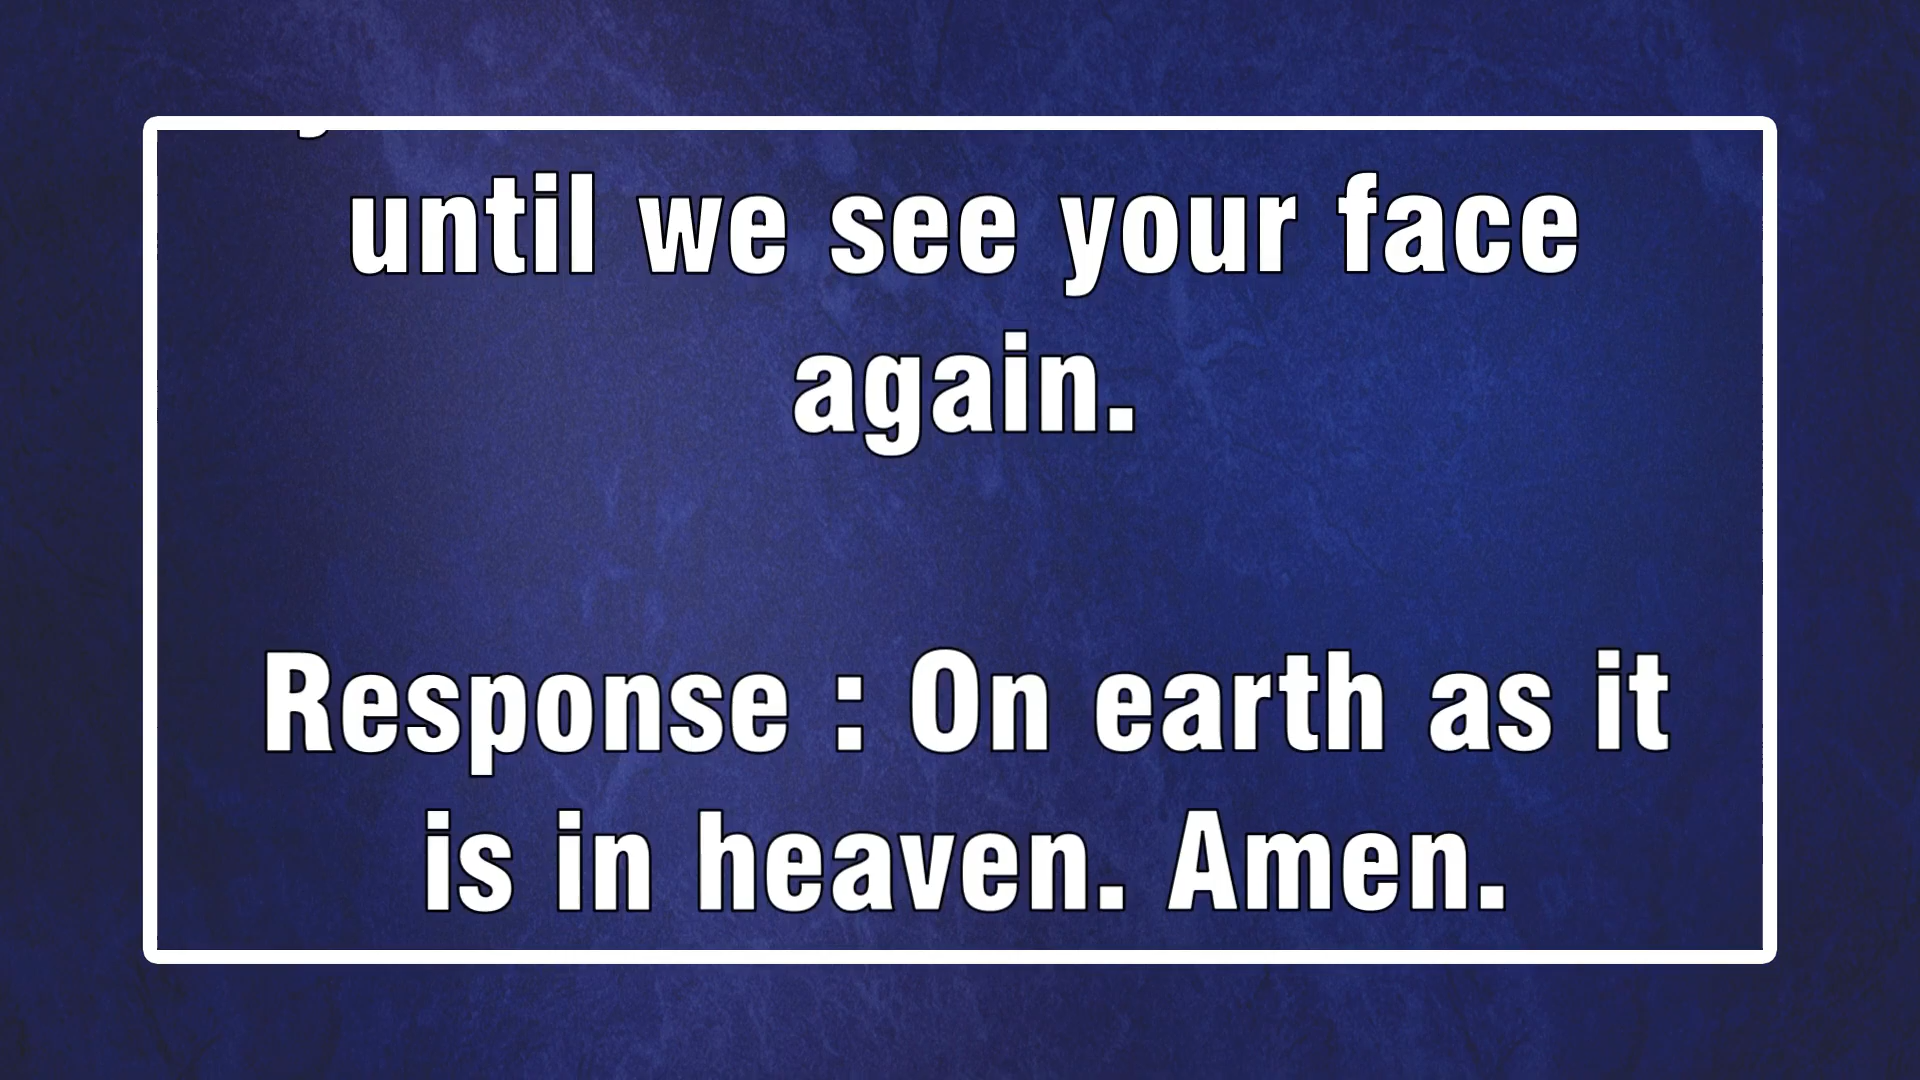 until we see your face
again.
Response : On earth as it
is in heaven. Amen.